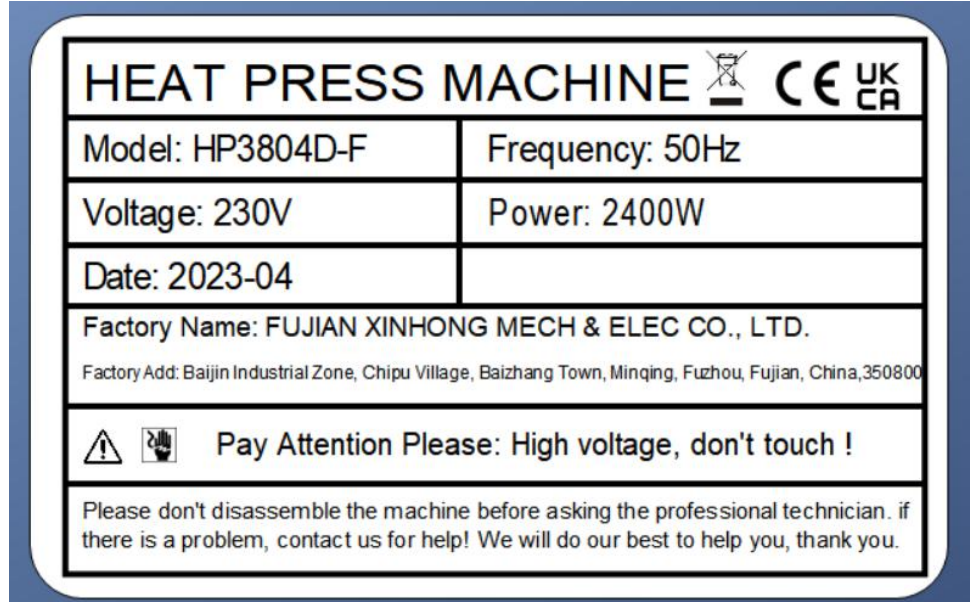 HEAT PRESS MACHINE CE UK CA
Model: HP3804D-F
Frequency: 50Hz
Voltage: 230V
Power: 2400W
Date: 2023-04
Factory Name: FUJIAN XINHONG MECH & ELEC CO., LTD.
Factory Add: Baijin Industrial Zone, Chipu Village, Baizhang Town, Minqing, Fuzhou, Fujian, China,350800
Pay Attention Please: High voltage, don't touch !
Please don't disassemble the machine before asking the professional technician. if
there is a problem, contact us for help! We will do our best to help you, thank you.